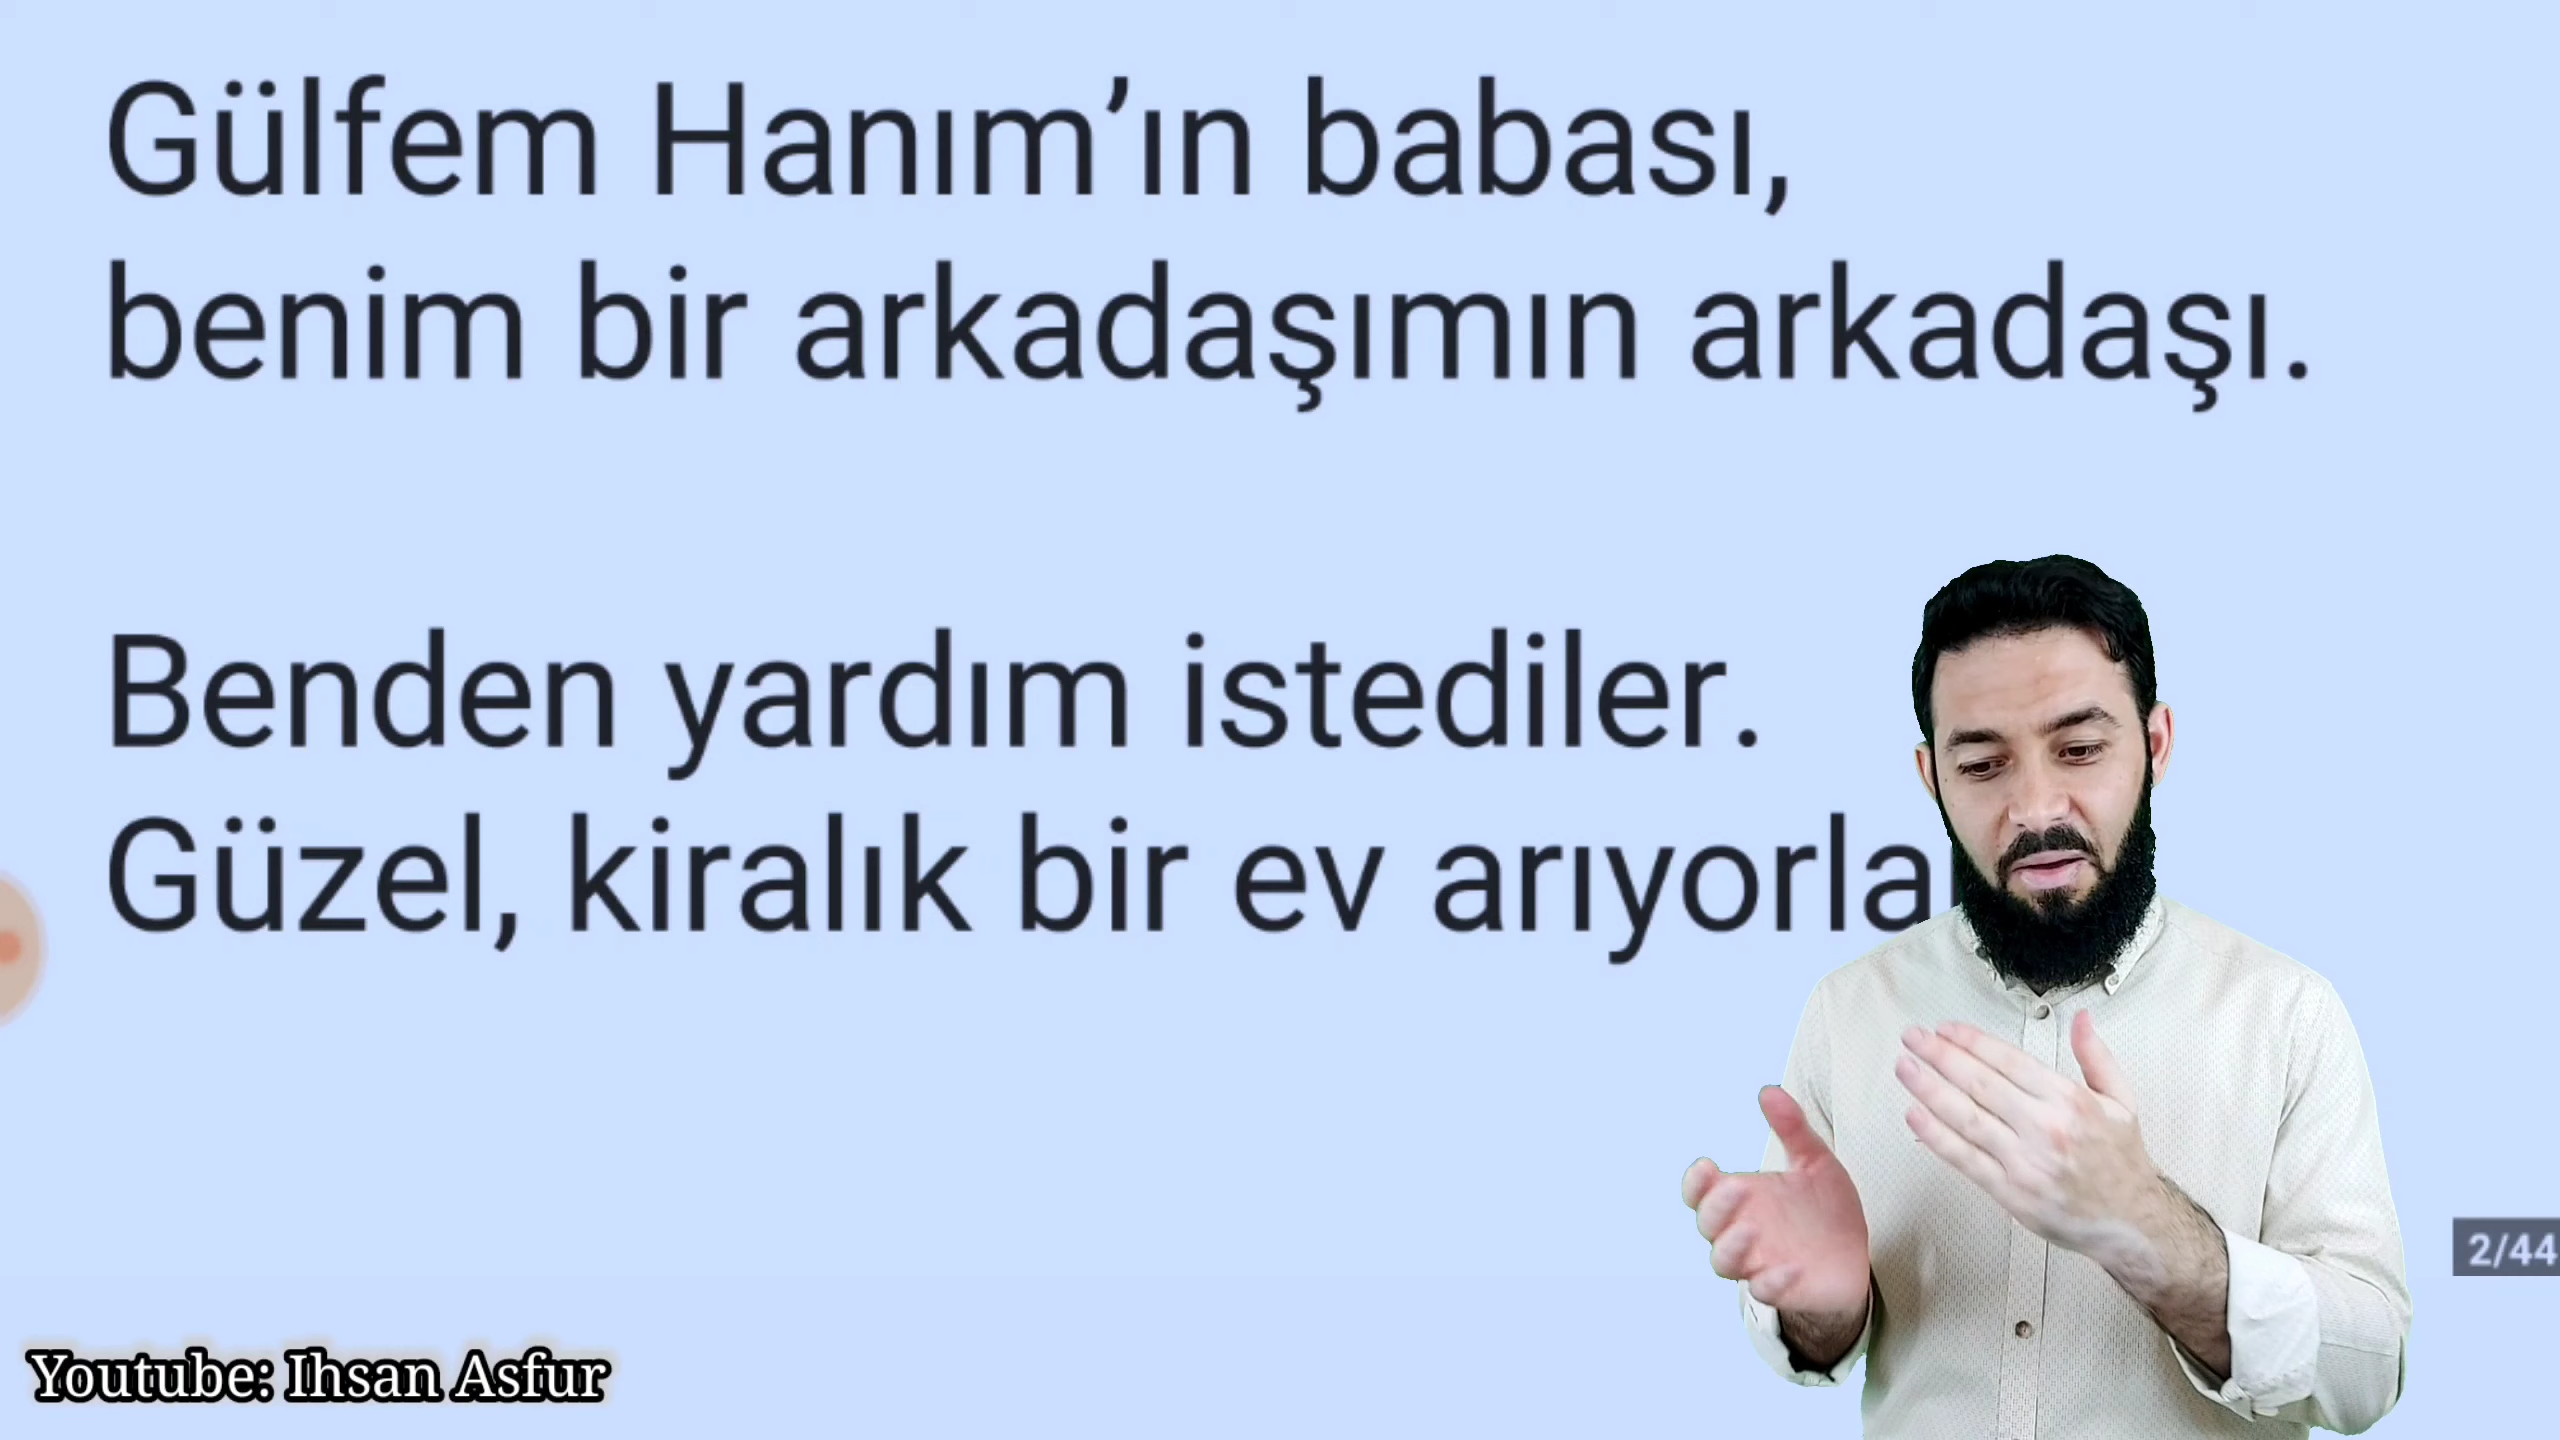 Gülfem Hanım’ın babası,
benim bir arkadaşımın arkadaşı.
Benden yardım istediler.
Güzel, kiralık bir ev
2/44
Youtube: Ihsan Asfur